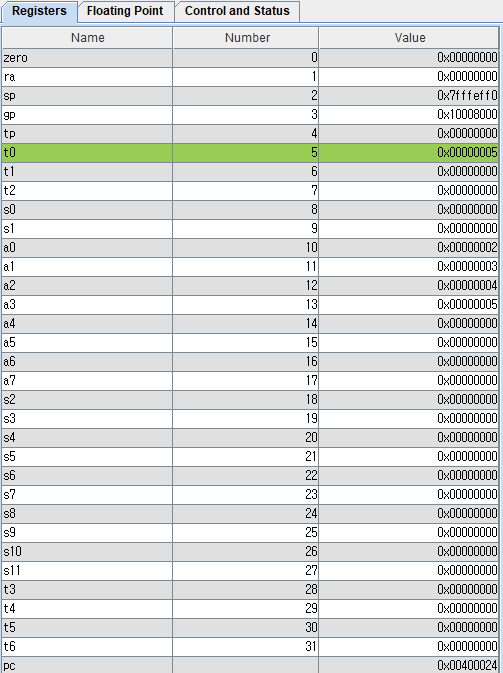 Registers Floating Point Control and Status
Name Number Value
zero 0 0x00000000
ra 1 0x00000000
sp 2 0x7fffeff0
gp 3 0x10008000
tp 4 0x00000000
t0 5 0x00000005
t1 6 0x00000000
t2 7 0x00000000
s0 8 0x00000000
s1 9 0x00000000
a0 10 0x00000002
a1 11 0x00000003
a2 12 0x00000004
a3 13 0x00000005
a4 14 0x00000000
a5 15 0x00000000
a6 16 0x00000000
a7 17 0x00000000
s2 18 0x00000000
s3 19 0x00000000
s4 20 0x00000000
s5 21 0x00000000
s6 22 0x00000000
s7 23 0x00000000
s8 24 0x00000000
s9 25 0x00000000
s10 26 0x00000000
s11 27 0x00000000
t3 28 0x00000000
t4 29 0x00000000
t5 30 0x00000000
t6 31 0x00000000
pc 0x00400024